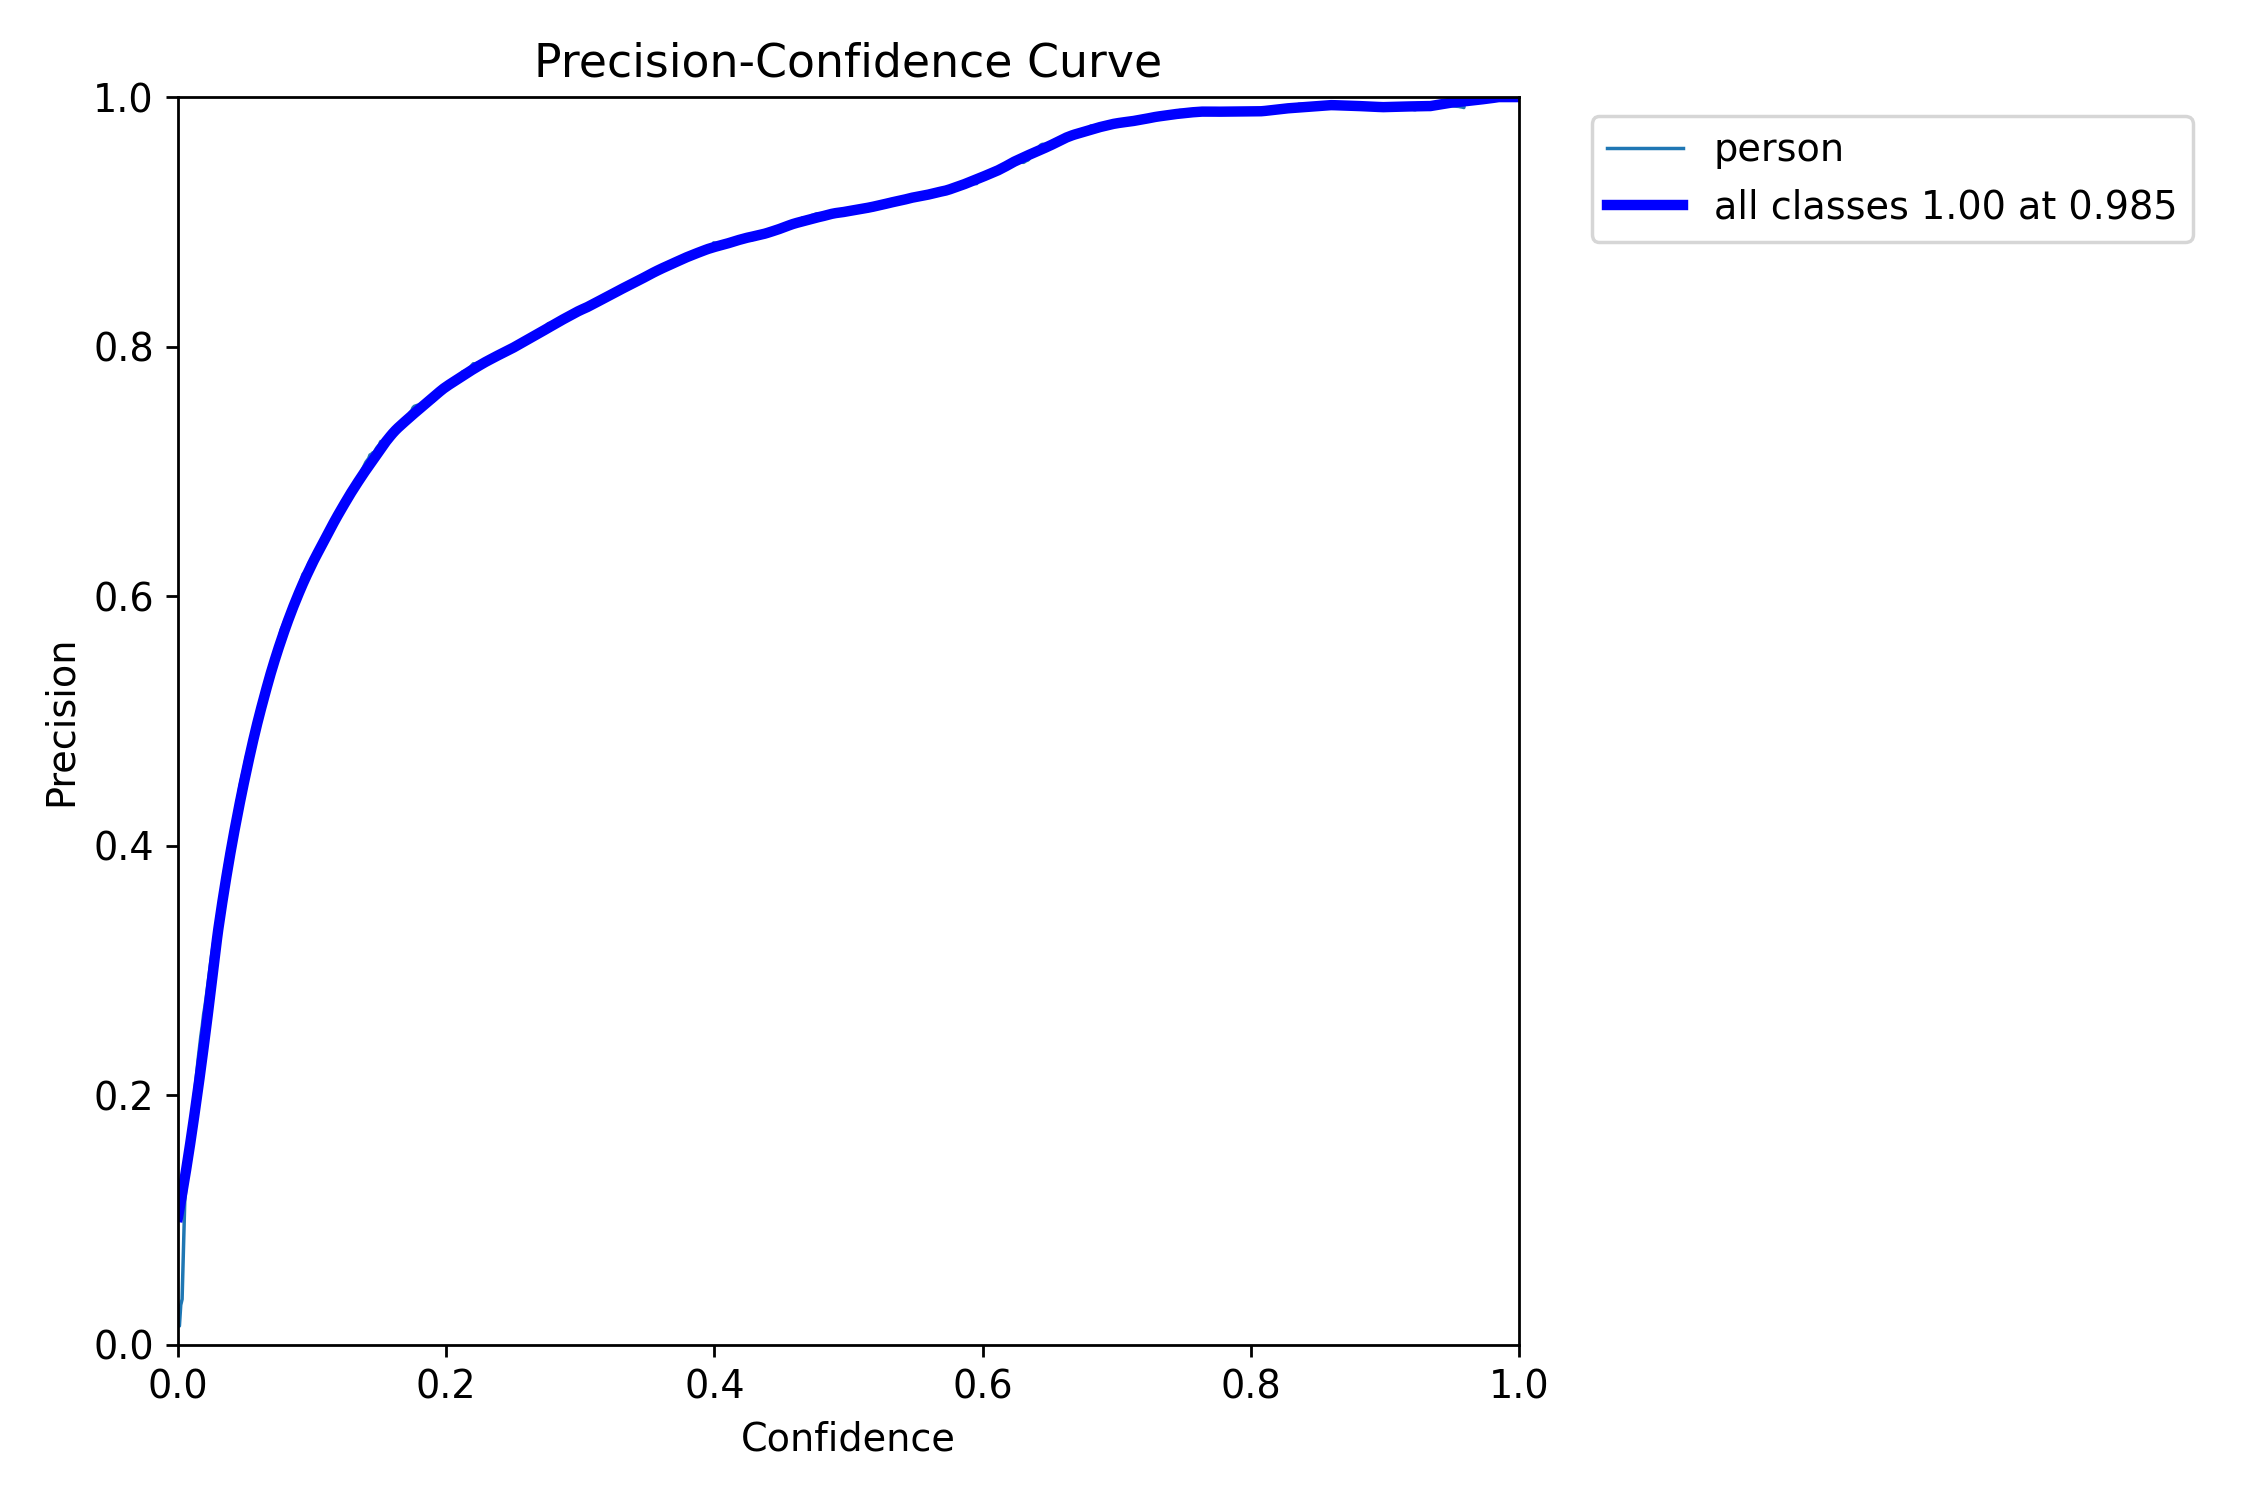 Precision-Confidence Curve
1.0
0.8
0.6
0.4
0.2
0.0
Precision
0.0 0.2 0.4 0.6 0.8 1.0
Confidence
person
all classes 1.00 at 0.985